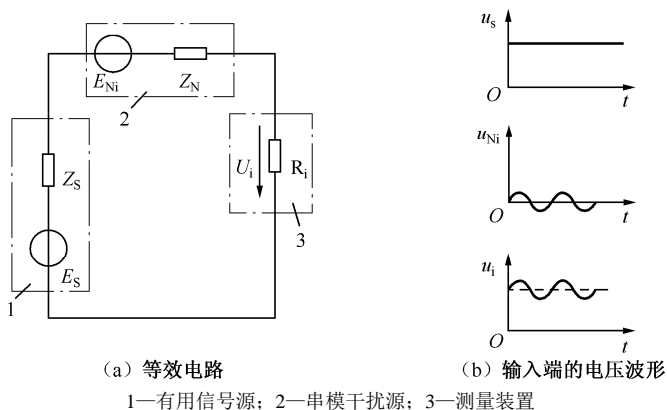 E_Ni Z_N
2
Z_S
E_S
1
U_i R_i
3
u_s
O t
u_Ni
O t
u_i
O t
（a）等效电路
（b）输入端的电压波形
1—有用信号源；2—串模干扰源；3—测量装置